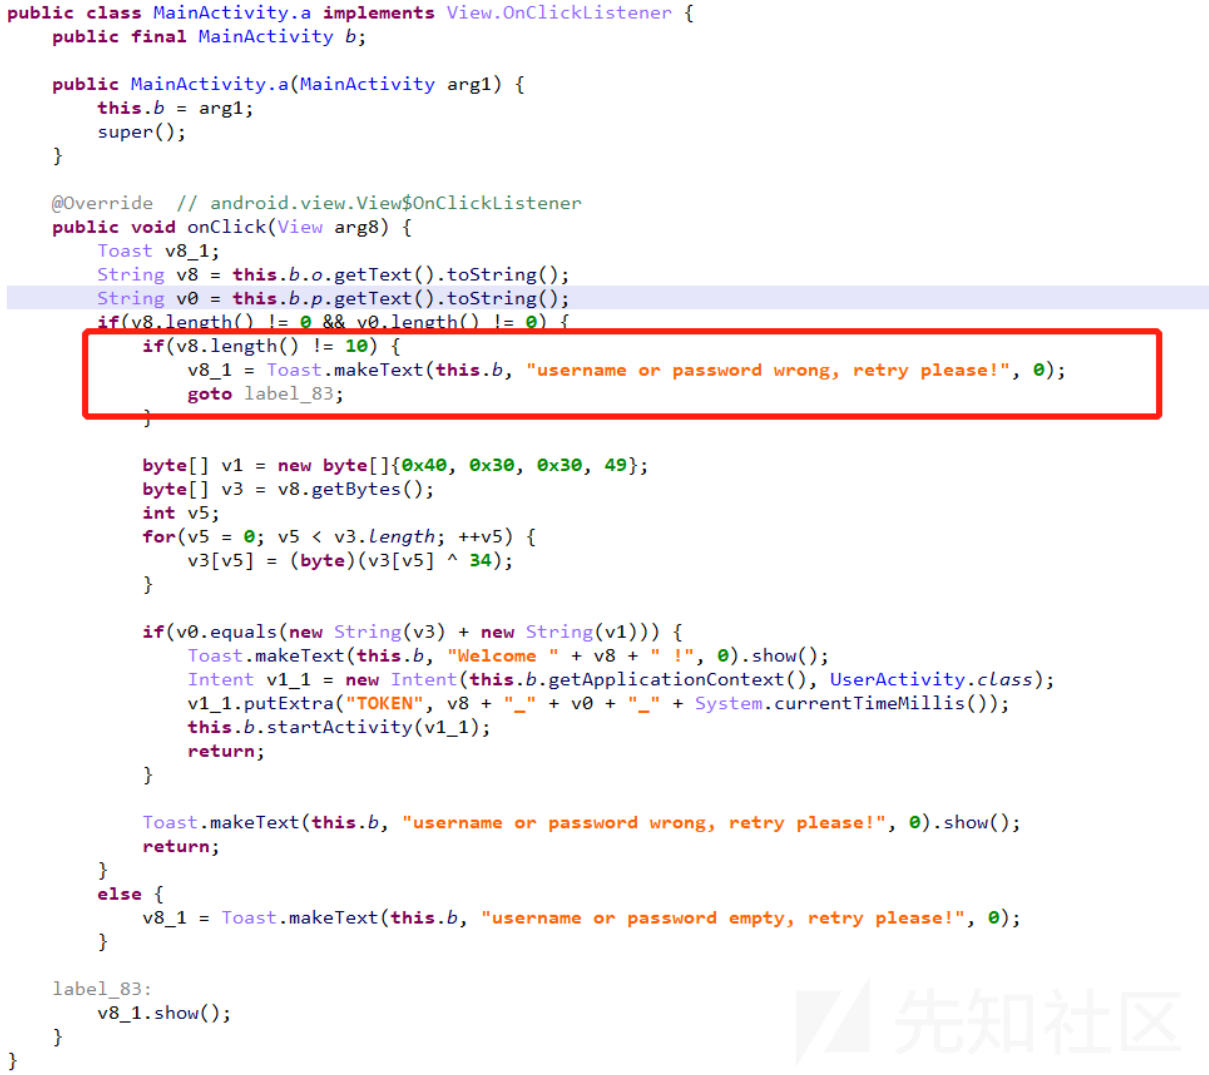 public class MainActivity.a implements View.OnClickListener {
    public final MainActivity b;

    public MainActivity.a(MainActivity arg1) {
        this.b = arg1;
        super();
    }

    @Override  // android.view.View$OnClickListener
    public void onClick(View arg8) {
        Toast v8_1;
        String v8 = this.b.o.getText().toString();
        String v0 = this.b.p.getText().toString();
        if(v8.length() != 0 && v0.length() != 0) {
            if(v8.length() != 10) {
                v8_1 = Toast.makeText(this.b, "username or password wrong, retry please!", 0);
                goto label_83;
            }

            byte[] v1 = new byte[]{0x40, 0x30, 0x30, 49};
            byte[] v3 = v8.getBytes();
            int v5;
            for(v5 = 0; v5 < v3.length; ++v5) {
                v3[v5] = (byte)(v3[v5] ^ 34);
            }

            if(v0.equals(new String(v3) + new String(v1))) {
                Toast.makeText(this.b, "Welcome " + v8 + " !", 0).show();
                Intent v1_1 = new Intent(this.b.getApplicationContext(), UserActivity.class);
                v1_1.putExtra("TOKEN", v8 + "_" + v0 + "_" + System.currentTimeMillis());
                this.b.startActivity(v1_1);
                return;
            }

            Toast.makeText(this.b, "username or password wrong, retry please!", 0).show();
            return;
        }
        else {
            v8_1 = Toast.makeText(this.b, "username or password empty, retry please!", 0);
        }

    label_83:
        v8_1.show();
    }
}
先知社区